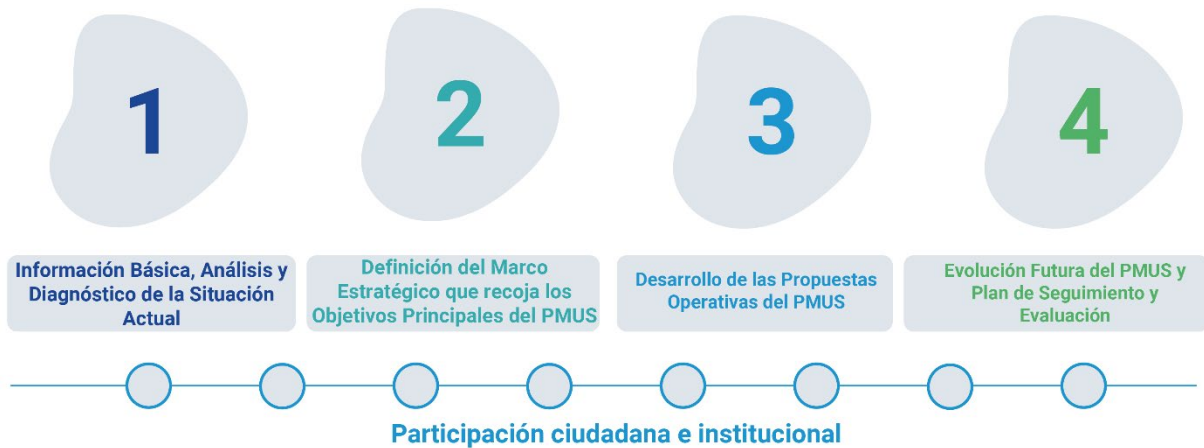 1
2
3
4
Información Básica, Análisis y
Diagnóstico de la Situación
Actual
Definición del Marco
Estratégico que recoja los
Objetivos Principales del PMUS
Desarrollo de las Propuestas
Operativas del PMUS
Evolución Futura del PMUS y
Plan de Seguimiento y
Evaluación
Participación ciudadana e institucional